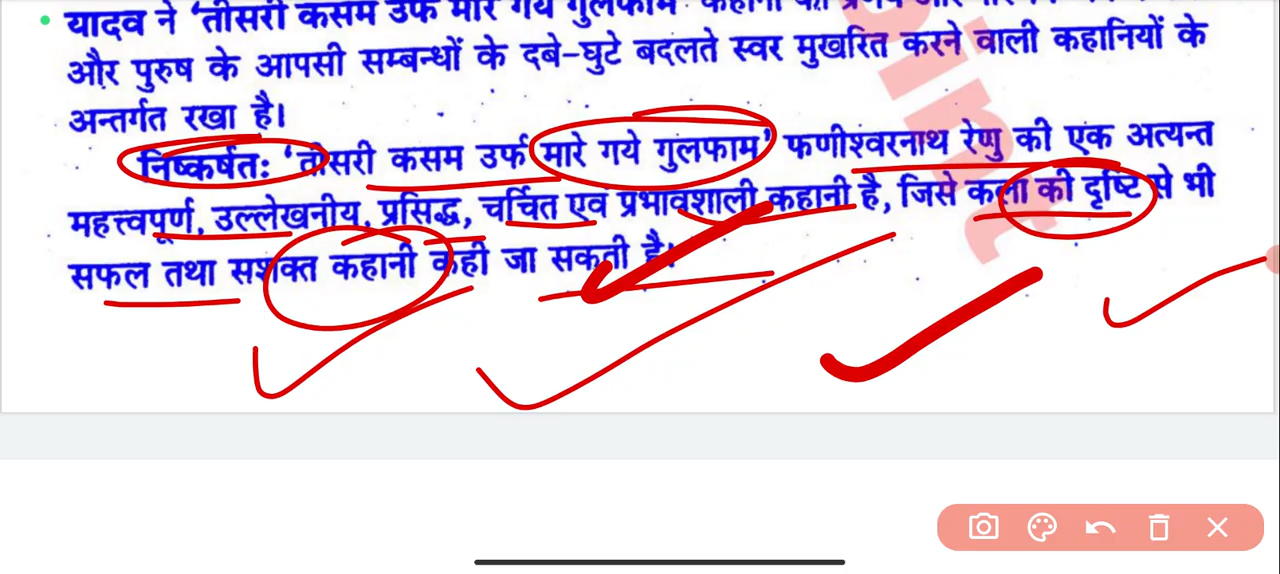 यादव ने 'तीसरी कसम उर्फ मारे गये गुलफाम' कहानी
और पुरुष के आपसी सम्बन्धों के दबे-घुटे बदलते स्वर मुखरित करने वाली कहानियों के
अन्तर्गत रखा है।
निष्कर्षतः 'तीसरी कसम उर्फ मारे गये गुलफाम' फणीश्वरनाथ रेणु की एक अत्यन्त
महत्त्वपूर्ण, उल्लेखनीय, प्रसिद्ध, चर्चित एव प्रभावशाली कहानी है, जिसे कला की दृष्टि से भी
सफल तथा सशक्त कहानी कही जा सकती है।